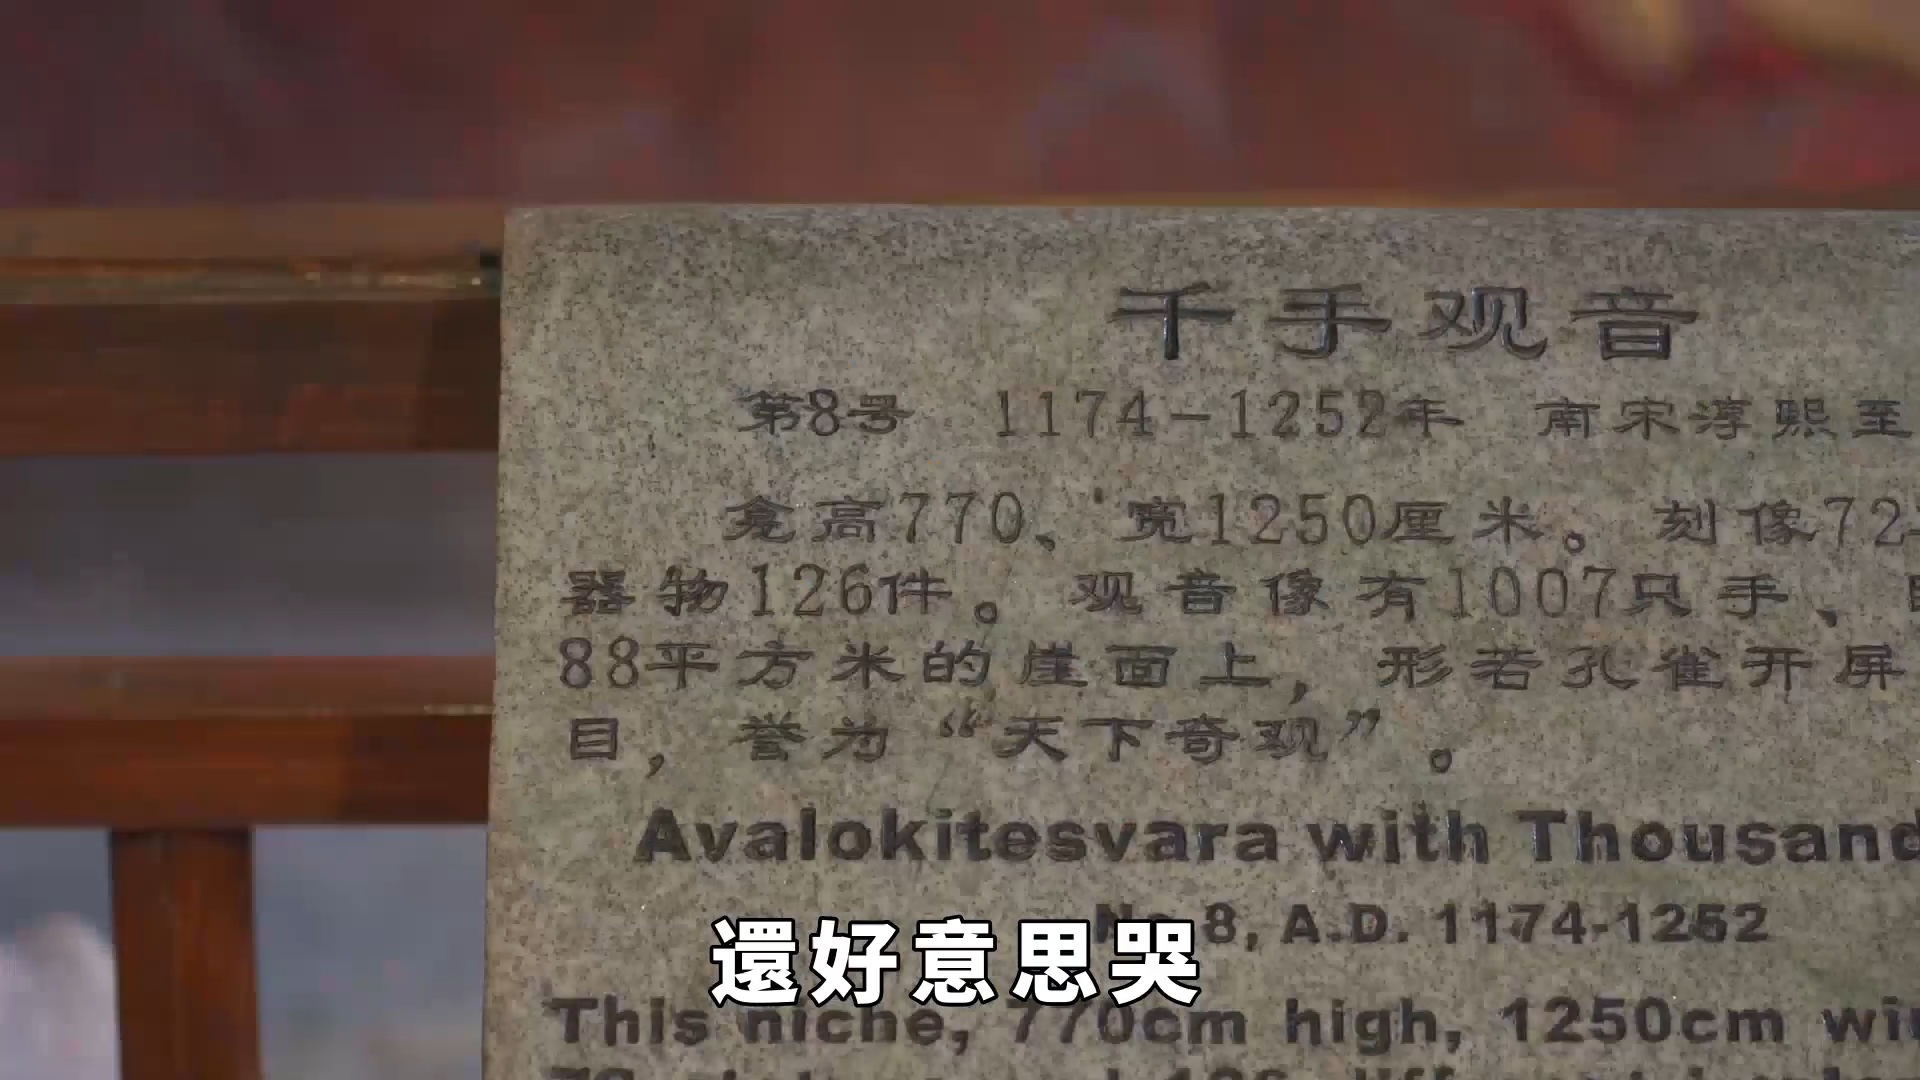 千手观音
第8号 1174-1252年 南宋淳熙至
龛高770、宽1250厘米。刻像72
器物126件。观音像有1007只手、
88平方米的崖面上，形若孔雀开屏
目，誉为“天下奇观”。
Avalokitesvara with Thousand
No.8, A.D. 1174-1252
還好意思哭
This niche, 770cm high, 1250cm